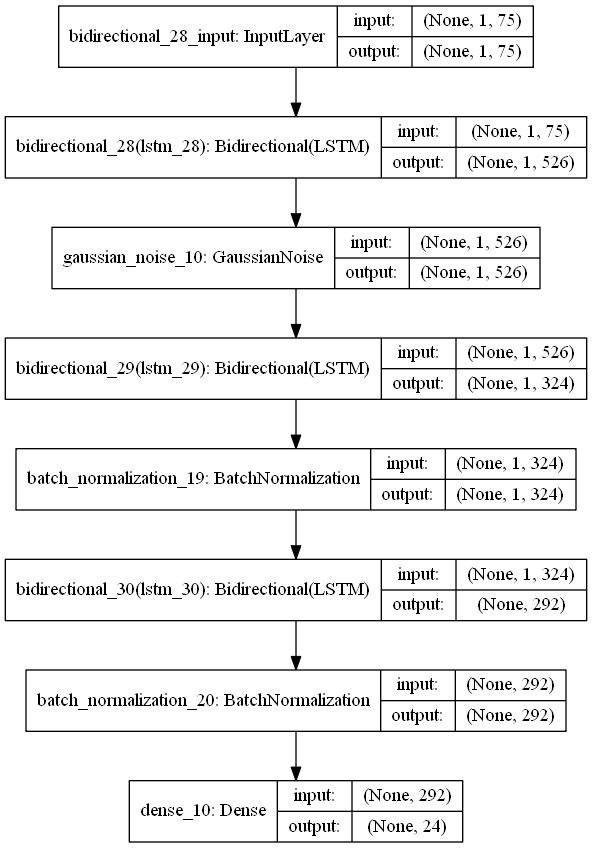 bidirectional_28_input: InputLayer
input: (None, 1, 75)
output: (None, 1, 75)
bidirectional_28(lstm_28): Bidirectional(LSTM)
input: (None, 1, 75)
output: (None, 1, 526)
gaussian_noise_10: GaussianNoise
input: (None, 1, 526)
output: (None, 1, 526)
bidirectional_29(lstm_29): Bidirectional(LSTM)
input: (None, 1, 526)
output: (None, 1, 324)
batch_normalization_19: BatchNormalization
input: (None, 1, 324)
output: (None, 1, 324)
bidirectional_30(lstm_30): Bidirectional(LSTM)
input: (None, 1, 324)
output: (None, 292)
batch_normalization_20: BatchNormalization
input: (None, 292)
output: (None, 292)
dense_10: Dense
input: (None, 292)
output: (None, 24)